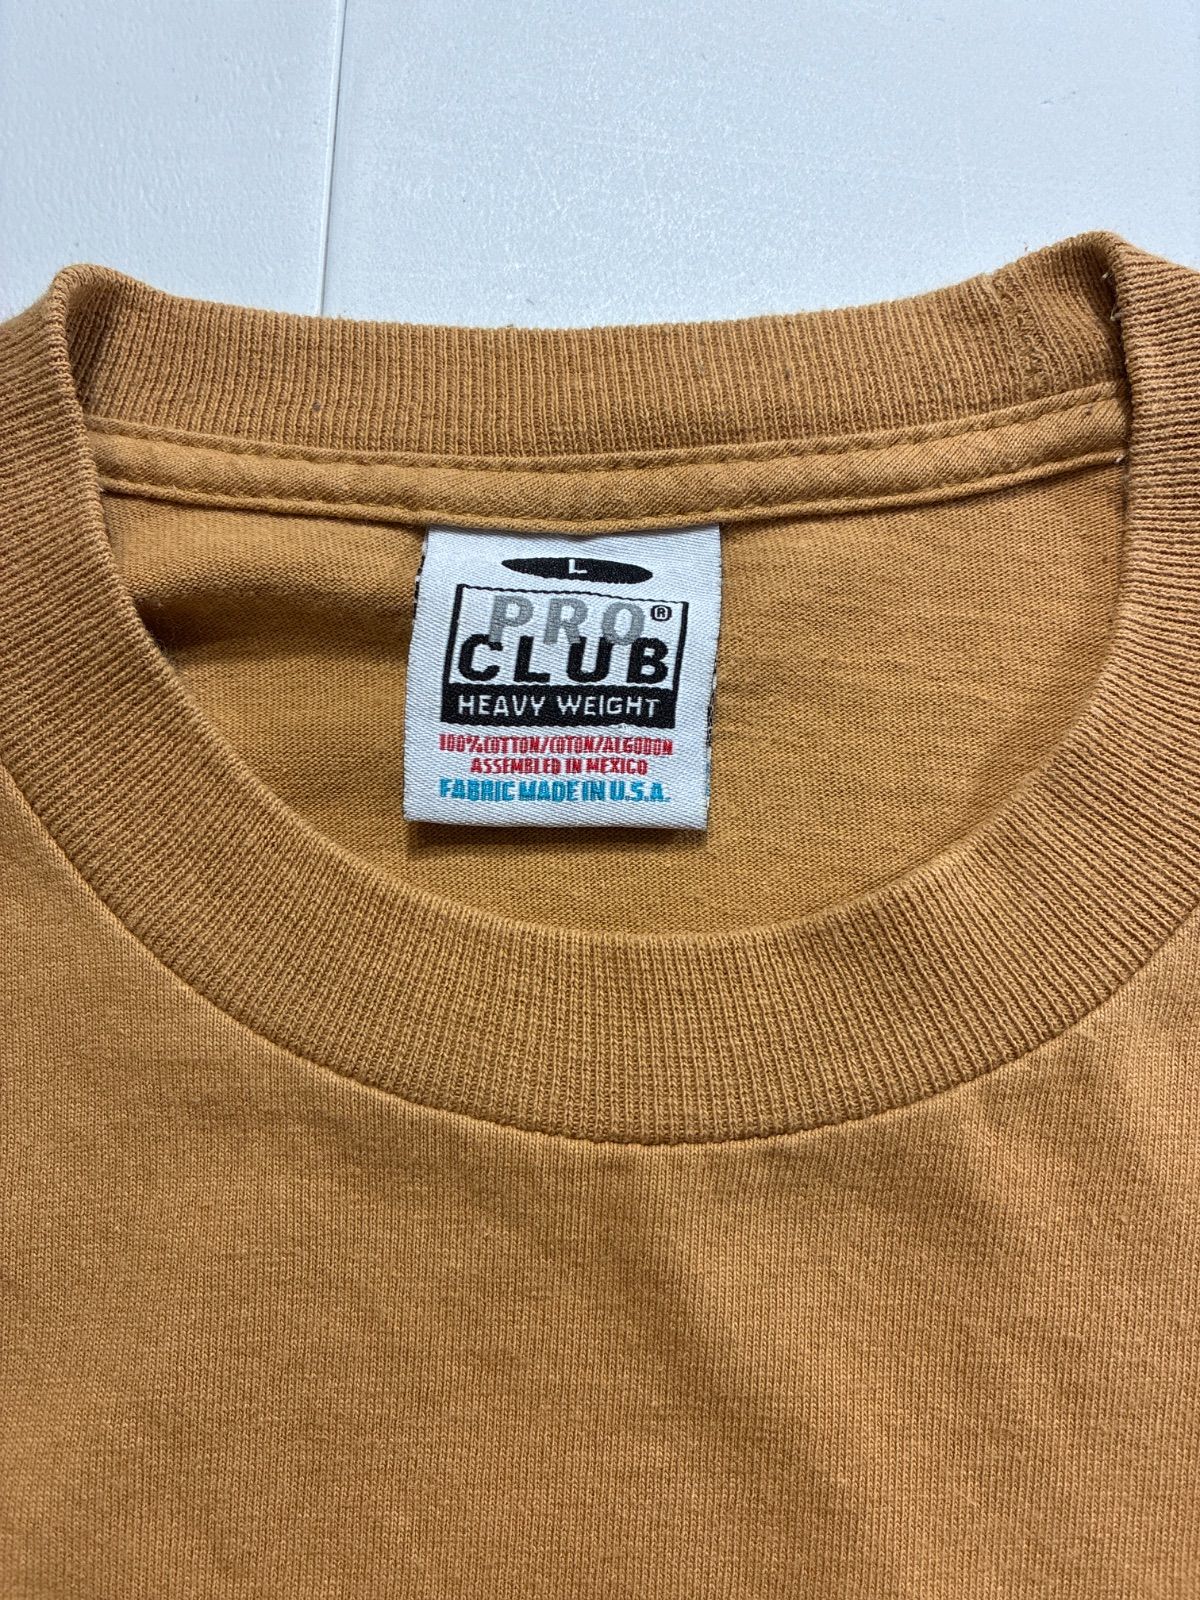 L
PRO®
CLUB
HEAVY WEIGHT
100% COTTON/COTON/ALGODON
ASSEMBLED IN MEXICO
FABRIC MADE IN U.S.A.